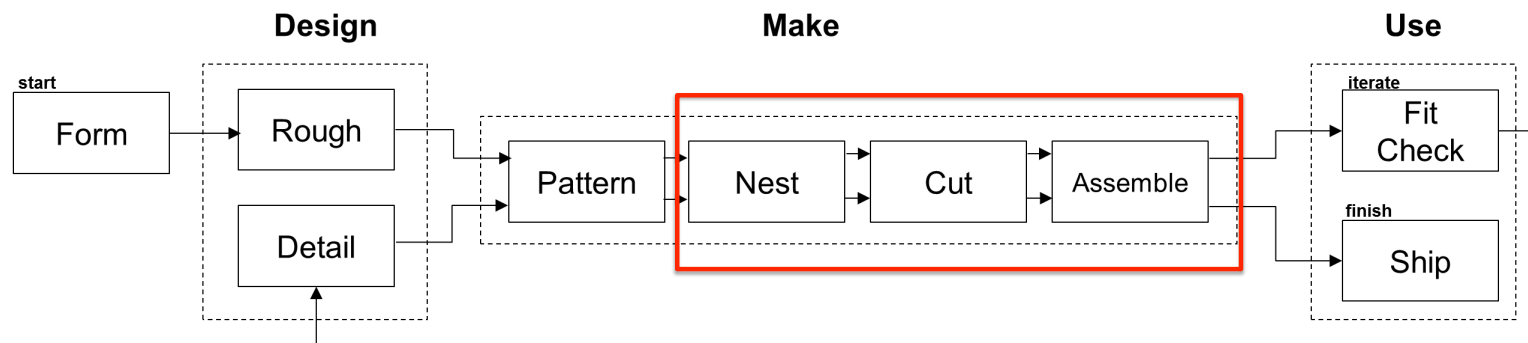 Design
Make
Use
start
Form
Rough
Detail
Pattern
Nest
Cut
Assemble
iterate
Fit
Check
finish
Ship